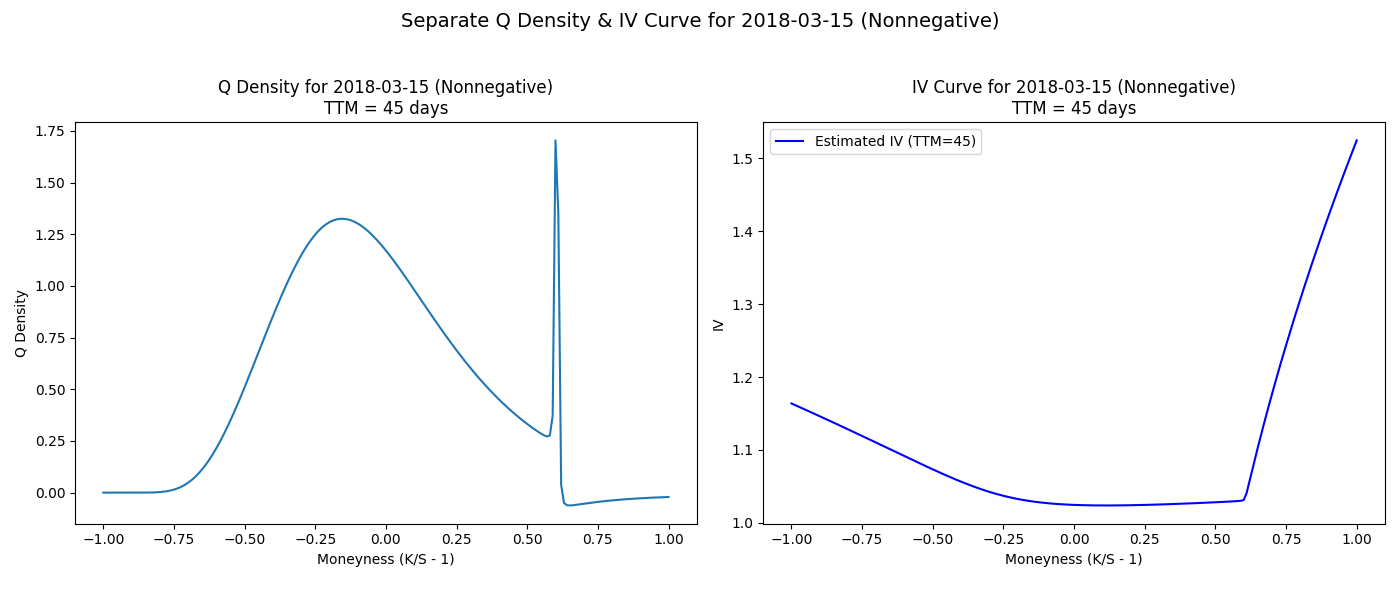 Separate Q Density & IV Curve for 2018-03-15 (Nonnegative)
Q Density for 2018-03-15 (Nonnegative)
TTM = 45 days
1.75
1.50
1.25
1.00
0.75
0.50
0.25
0.00
Q Density
−1.00 −0.75 −0.50 −0.25 0.00 0.25 0.50 0.75 1.00
Moneyness (K/S - 1)
IV Curve for 2018-03-15 (Nonnegative)
TTM = 45 days
Estimated IV (TTM=45)
1.5
1.4
1.3
1.2
1.1
1.0
IV
−1.00 −0.75 −0.50 −0.25 0.00 0.25 0.50 0.75 1.00
Moneyness (K/S - 1)